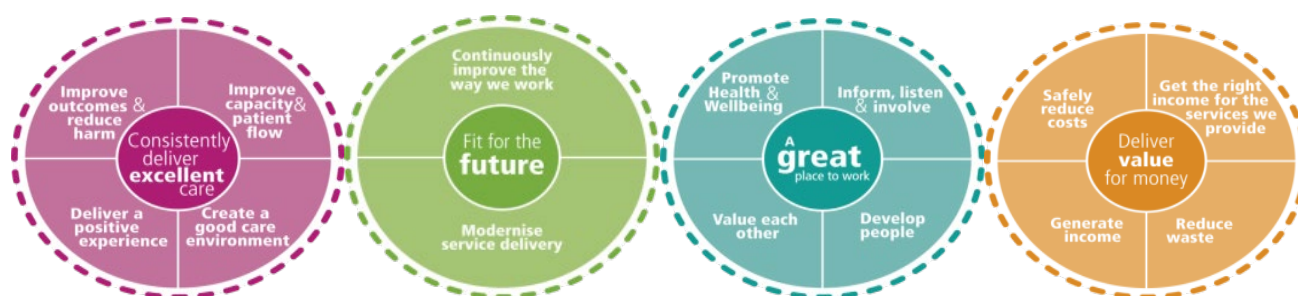 Improve
outcomes &
reduce
harm
Improve
capacity &
patient
flow
Consistently
deliver
excellent
care
Deliver a
positive
experience
Create a
good care
environment
Continuously
improve the
way we work
Fit for the
future
Modernise
service delivery
Promote
Health &
Wellbeing
Inform, listen
& involve
A
great
place to work
Value each
other
Develop
people
Safely
reduce
costs
Get the right
income for the
services we
provide
Deliver
value
for money
Generate
income
Reduce
waste